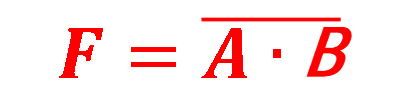 F = \overline{A · B}